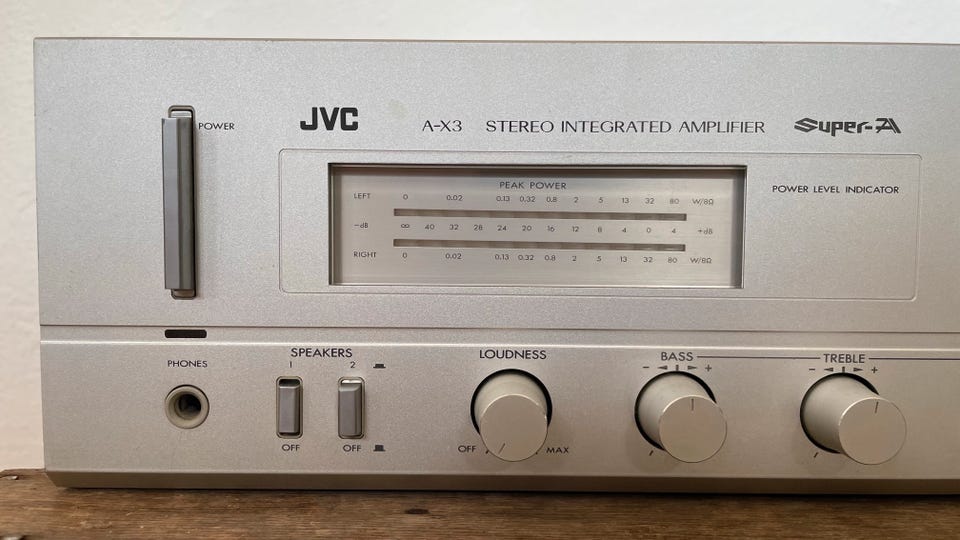 POWER
JVC A-X3 STEREO INTEGRATED AMPLIFIER Super-A
POWER LEVEL INDICATOR
PEAK POWER
LEFT 0 0.02 0.13 0.32 0.8 2 5 13 32 80 W/8Ω
-dB ∞ 40 32 28 24 20 16 12 8 4 0 4 +dB
RIGHT 0 0.02 0.13 0.32 0.8 2 5 13 32 80 W/8Ω
PHONES
SPEAKERS
1 2
OFF OFF
LOUDNESS
OFF MAX
BASS
- +
TREBLE
- +